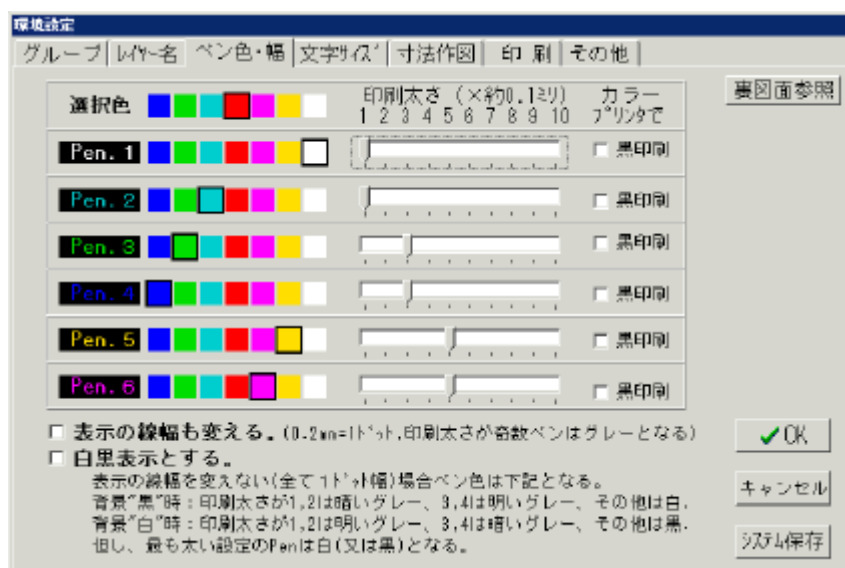 環境設定
グループ レイヤー名 ペン色・幅 文字サイズ 寸法作図 印 刷 その他
選択色 印刷太さ (×約0.1ミリ) カラー
1 2 3 4 5 6 7 8 9 10 プリンタで
裏図面参照
Pen. 1 黒印刷
Pen. 2 黒印刷
Pen. 3 黒印刷
Pen. 4 黒印刷
Pen. 5 黒印刷
Pen. 6 黒印刷
表示の線幅も変える。(0.2mm=1ドット,印刷太さが奇数ペンはグレーとなる)
白黒表示とする。
表示の線幅を変えない(全て1ドット幅)場合ペン色は下記となる。
背景"黒"時:印刷太さが1,2は暗いグレー、3,4は明いグレー、その他は白.
背景"白"時:印刷太さが1,2は明いグレー、3,4は暗いグレー、その他は黒.
但し、最も太い設定のPenは白(又は黒)となる。
OK
キャンセル
システム保存